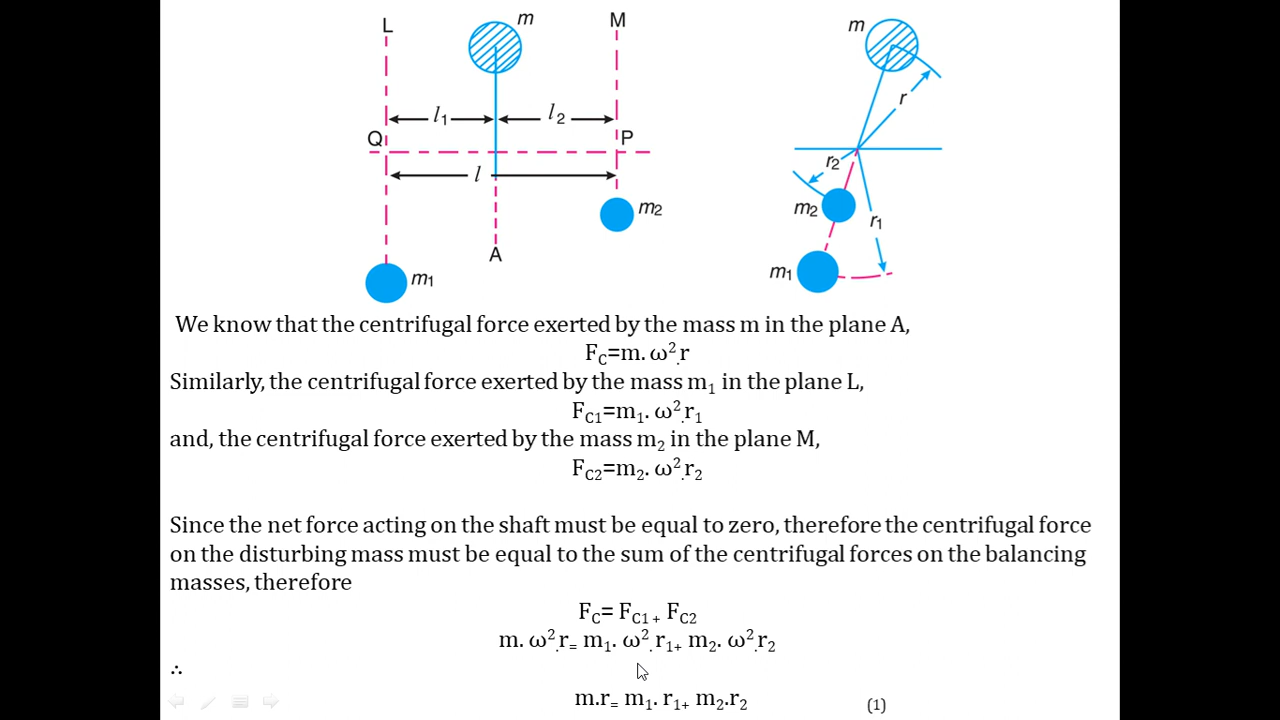 L
m
M
m
l1
l2
r
Q
P
r2
l
m2
m2
r1
A
m1
m1
We know that the centrifugal force exerted by the mass m in the plane A,
FC=m. ω².r
Similarly, the centrifugal force exerted by the mass m1 in the plane L,
FC1=m1. ω².r1
and, the centrifugal force exerted by the mass m2 in the plane M,
FC2=m2. ω².r2
Since the net force acting on the shaft must be equal to zero, therefore the centrifugal force
on the disturbing mass must be equal to the sum of the centrifugal forces on the balancing
masses, therefore
FC= FC1 + FC2
m. ω².r= m1. ω².r1+ m2. ω².r2
∴
m.r= m1. r1+ m2.r2 (1)